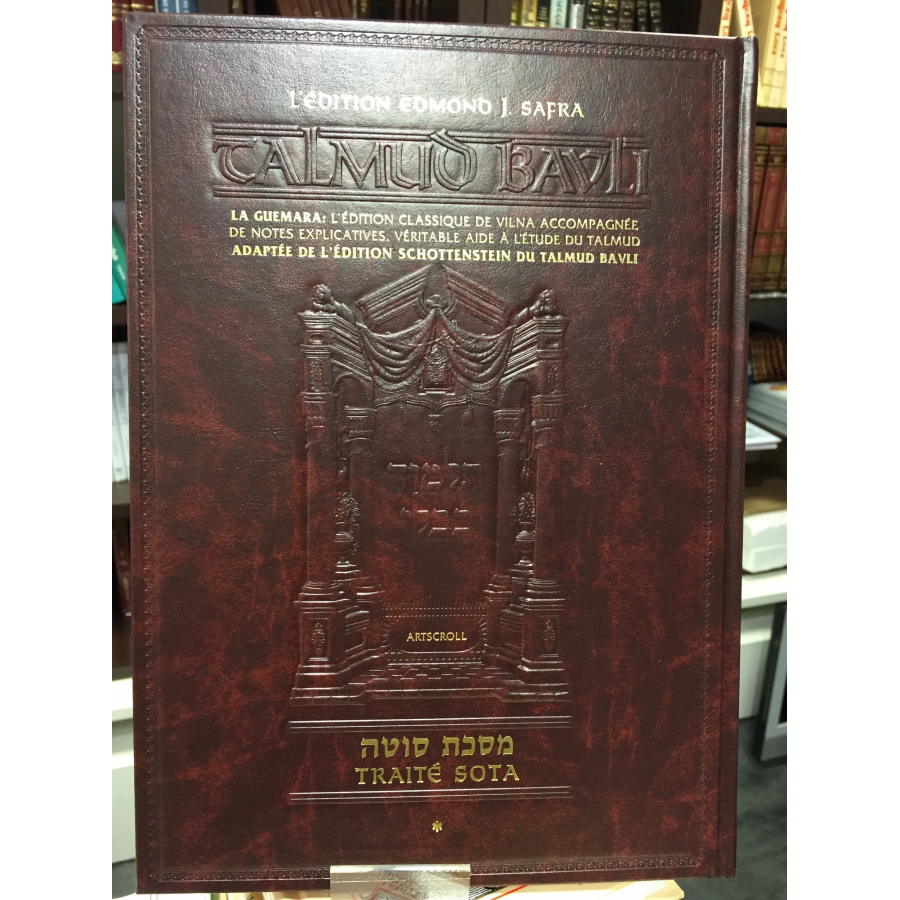 L'ÉDITION EDMOND J. SAFRA
TALMUD BAVLI
LA GUEMARA: L'ÉDITION CLASSIQUE DE VILNA ACCOMPAGNÉE
DE NOTES EXPLICATIVES, VÉRITABLE AIDE À L'ÉTUDE DU TALMUD
ADAPTÉE DE L'ÉDITION SCHOTTENSTEIN DU TALMUD BAVLI
תלמוד
בבלי
ARTSCROLL
מסכת סוטה
TRAITÉ SOTA
*